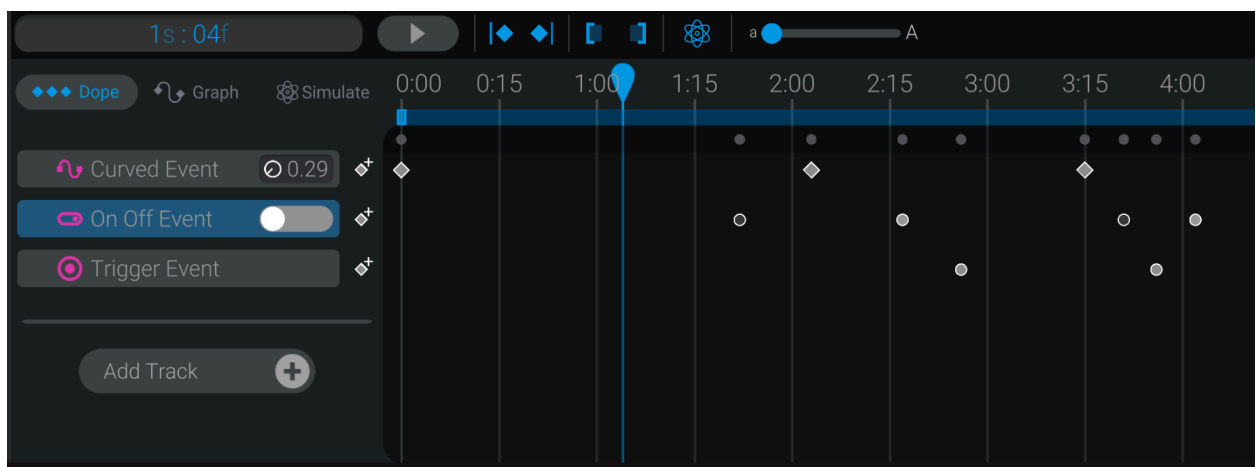 1s : 04f
a A
Dope Graph Simulate 0:00 0:15 1:00 1:15 2:00 2:15 3:00 3:15 4:00
Curved Event 0.29
On Off Event
Trigger Event
Add Track